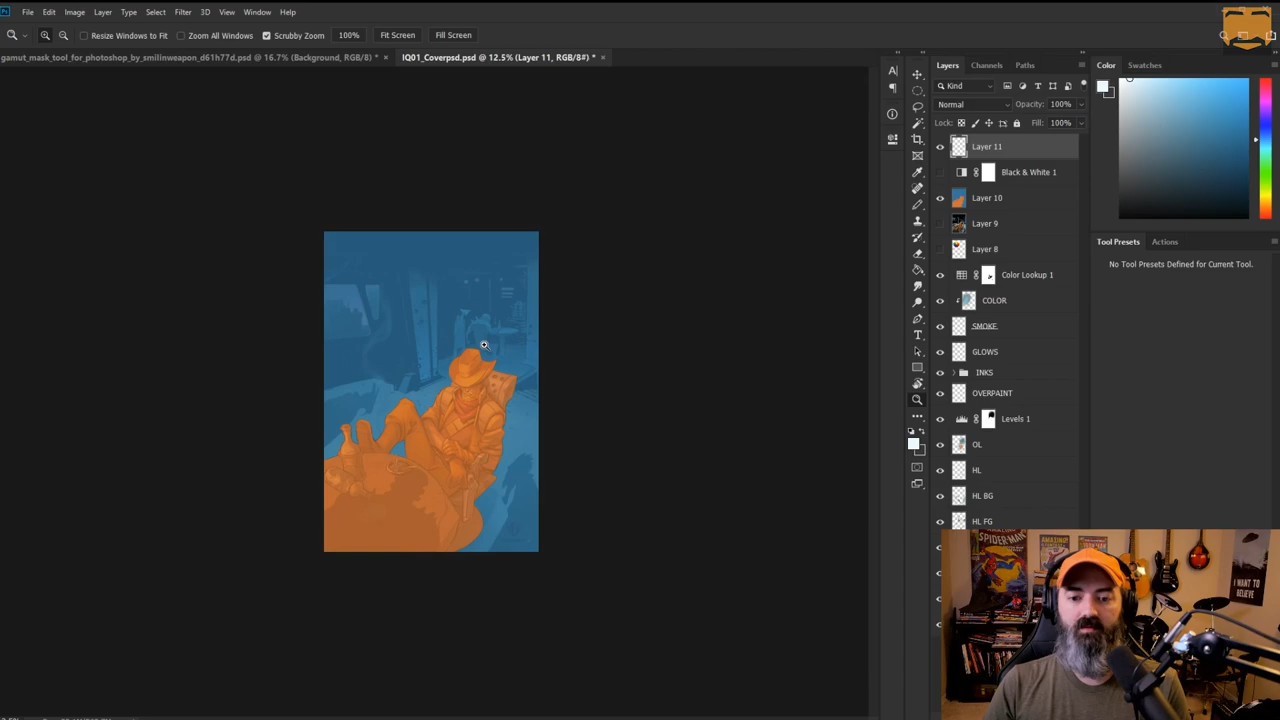 Ps File Edit Image Layer Type Select Filter 3D View Window Help
Resize Windows to Fit Zoom All Windows Scrubby Zoom 100% Fit Screen Fill Screen
gamut_mask_tool_for_photoshop_by_smilinweapon_d61h77d.psd @ 16.7% (Background, RGB/8) * × IQ01_Coverpsd.psd @ 12.5% (Layer 11, RGB/8#) * ×
Layers Channels Paths
Color Swatches
Kind
Normal Opacity: 100%
Lock: Fill: 100%
Layer 11
Black & White 1
Layer 10
Layer 9
Layer 8
Color Lookup 1
COLOR
SMOKE
GLOWS
INKS
OVERPAINT
Levels 1
OL
HL
HL BG
HL FG
Tool Presets Actions
No Tool Presets Defined for Current Tool.
AMAZING
SPIDER-MAN
I WANT TO
BELIEVE